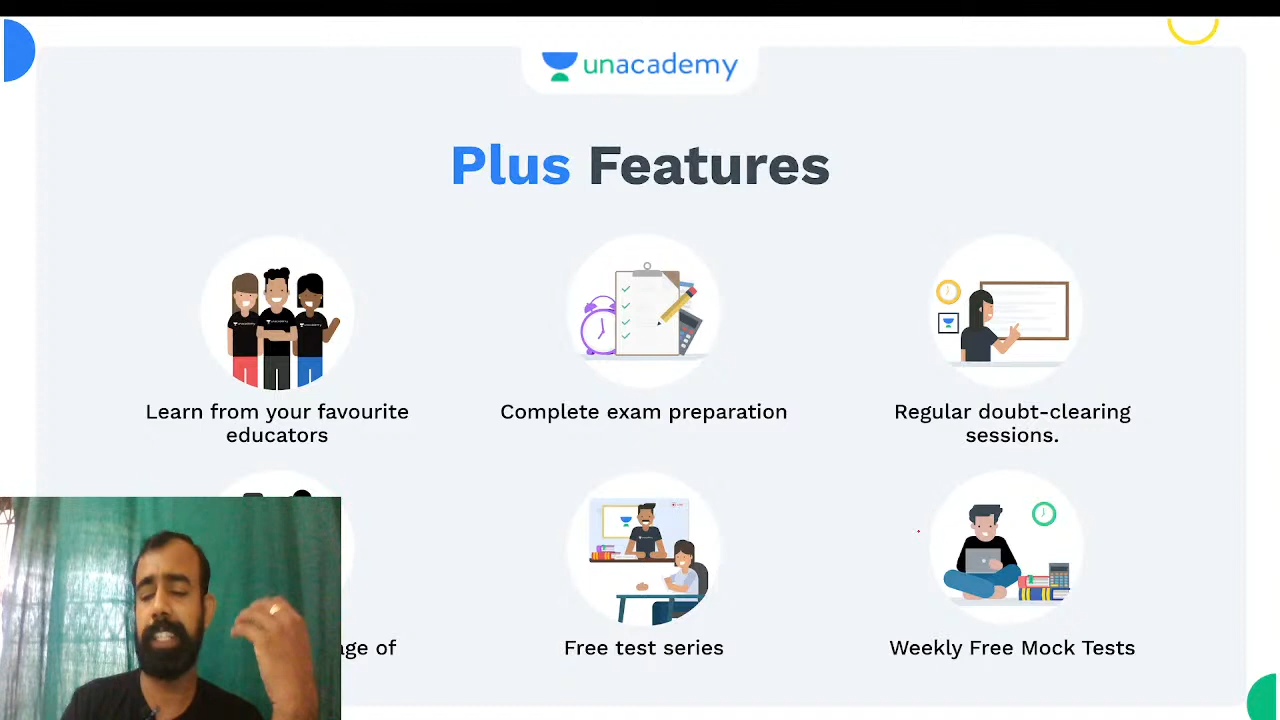 unacademy
Plus Features
Learn from your favourite
educators
Complete exam preparation
Regular doubt-clearing
sessions.
of
Free test series
Weekly Free Mock Tests